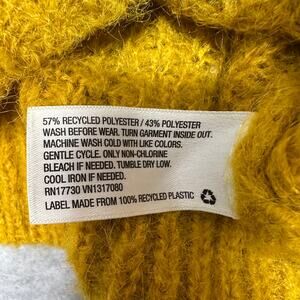 57% RECYCLED POLYESTER / 43% POLYESTER
WASH BEFORE WEAR. TURN GARMENT INSIDE OUT.
MACHINE WASH COLD WITH LIKE COLORS.
GENTLE CYCLE. ONLY NON-CHLORINE
BLEACH IF NEEDED. TUMBLE DRY LOW.
COOL IRON IF NEEDED.
RN17730 VN1317080
LABEL MADE FROM 100% RECYCLED PLASTIC